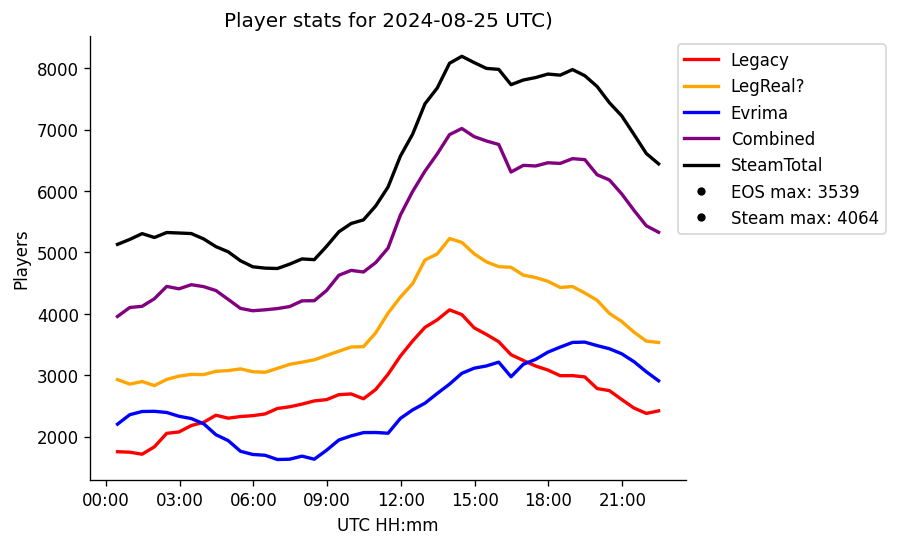 Player stats for 2024-08-25 UTC)
Legacy
LegReal?
Evrima
Combined
SteamTotal
EOS max: 3539
Steam max: 4064
Players
8000
7000
6000
5000
4000
3000
2000
00:00 03:00 06:00 09:00 12:00 15:00 18:00 21:00
UTC HH:mm